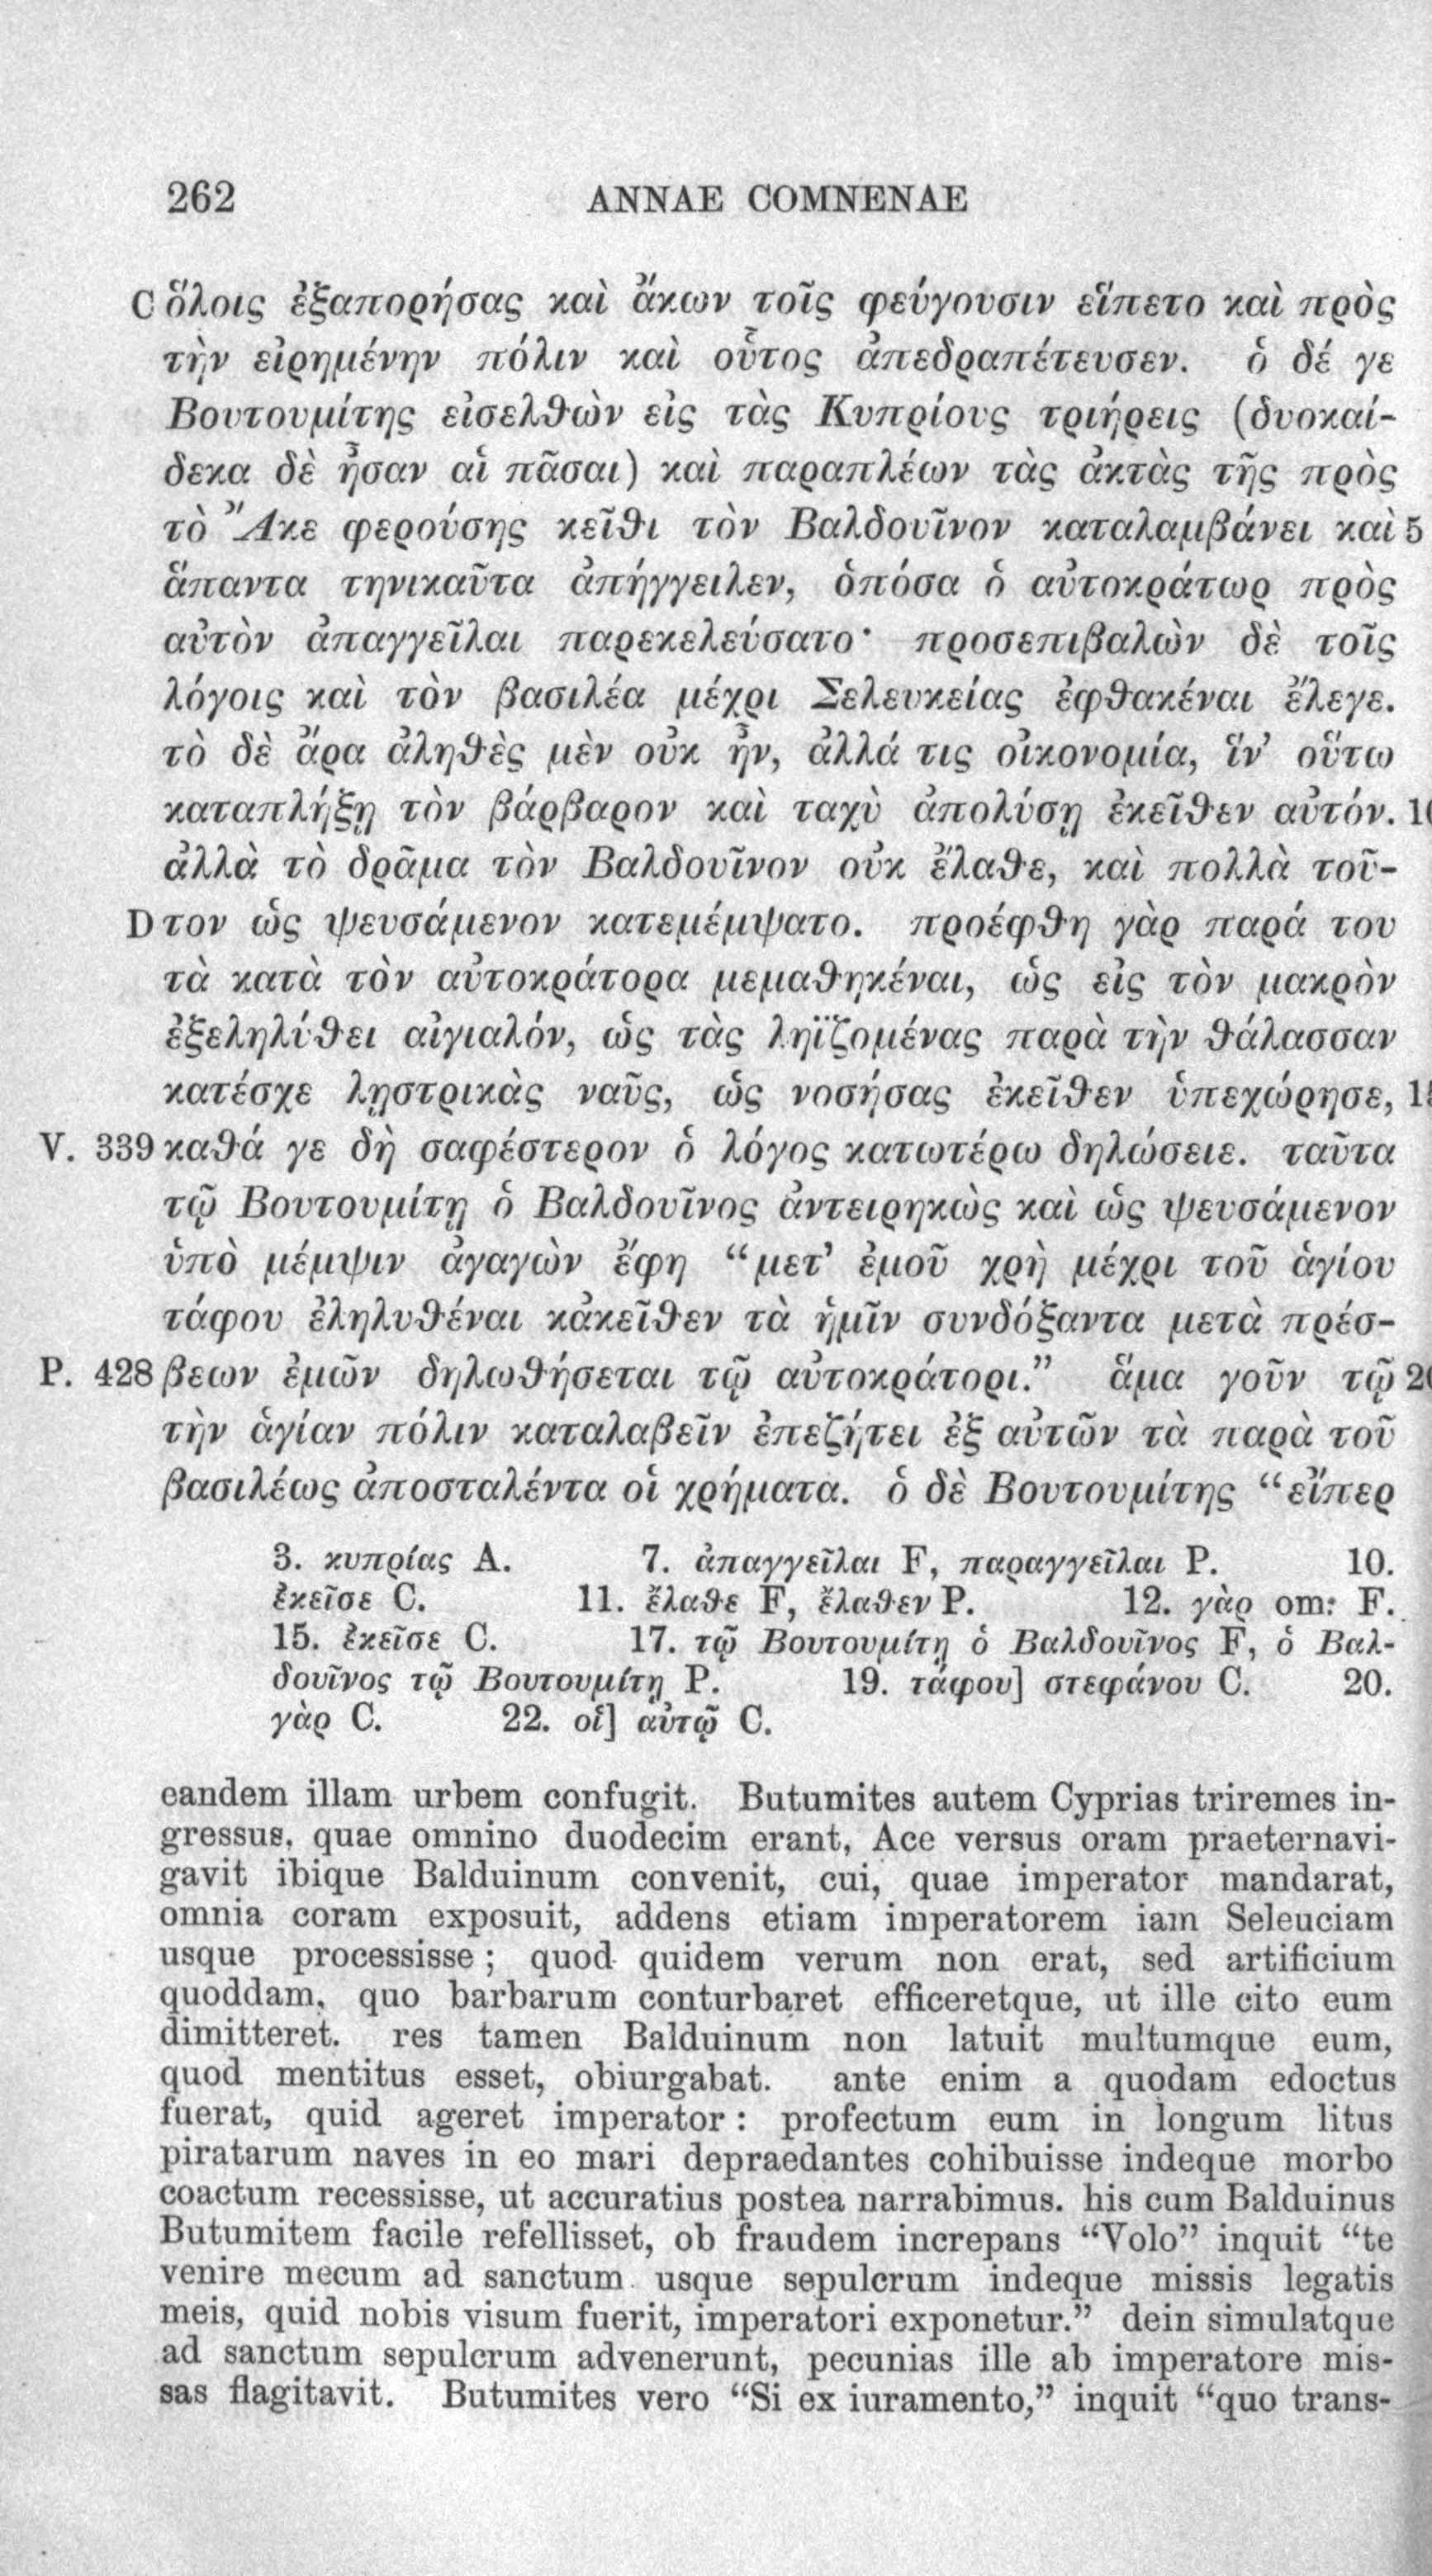 262 ANNAE COMNENAE
C ὅλοις ἐξαπορήσας καὶ ἄκων τοῖς φεύγουσιν εἵπετο καὶ πρὸς
τὴν εἰρημένην πόλιν καὶ οὗτος ἀπεδραπέτευσεν. ὁ δέ γε
Βουτουμίτης εἰσελθὼν εἰς τὰς Κυπρίους τριήρεις (δυοκαί-
δεκα δὲ ἦσαν αἱ πᾶσαι) καὶ παραπλέων τὰς ἀκτὰς τῆς πρὸς
τὸ Ἄκε φερούσης κεῖθι τὸν Βαλδουῖνον καταλαμβάνει καὶ 5
ἅπαντα τηνικαῦτα ἀπήγγειλεν, ὁπόσα ὁ αὐτοκράτωρ πρὸς
αὐτὸν ἀπαγγεῖλαι παρεκελεύσατο· προσεπιβαλὼν δὲ τοῖς
λόγοις καὶ τὸν βασιλέα μέχρι Σελευκείας ἐφθακέναι ἔλεγε.
τὸ δὲ ἄρα ἀληθὲς μὲν οὐκ ἦν, ἀλλά τις οἰκονομία, ἵν' οὕτω
καταπλήξῃ τὸν βάρβαρον καὶ ταχὺ ἀπολύσῃ ἐκεῖθεν αὐτόν. 10
ἀλλὰ τὸ δρᾶμα τὸν Βαλδουῖνον οὐκ ἔλαθε, καὶ πολλὰ τοῦ-
D τον ὡς ψευσάμενον κατεμέμψατο. προέφθη γὰρ παρά του
τὰ κατὰ τὸν αὐτοκράτορα μεμαθηκέναι, ὡς εἰς τὸν μακρὸν
ἐξεληλύθει αἰγιαλόν, ὡς τὰς ληϊζομένας παρὰ τὴν θάλασσαν
κατέσχε λῃστρικὰς ναῦς, ὡς νοσήσας ἐκεῖθεν ὑπεχώρησε, 15
V. 339 καθά γε δὴ σαφέστερον ὁ λόγος κατωτέρω δηλώσειε. ταῦτα
τῷ Βουτουμίτῃ ὁ Βαλδουῖνος ἀντειρηκὼς καὶ ὡς ψευσάμενον
ὑπὸ μέμψιν ἀγαγὼν ἔφη "μετ' ἐμοῦ χρὴ μέχρι τοῦ ἁγίου
τάφου ἐληλυθέναι κἀκεῖθεν τὰ ἡμῖν συνδόξαντα μετὰ πρέσ-
P. 428 βεων ἐμῶν δηλωθήσεται τῷ αὐτοκράτορι." ἅμα γοῦν τῷ 20
τὴν ἁγίαν πόλιν καταλαβεῖν ἐπεζήτει ἐξ αὐτῶν τὰ παρὰ τοῦ
βασιλέως ἀποσταλέντα οἱ χρήματα. ὁ δὲ Βουτουμίτης "εἴπερ
3. κυπρίας A. 7. ἀπαγγεῖλαι F, παραγγεῖλαι P. 10.
ἐκεῖσε C. 11. ἔλαθε F, ἔλαθεν P. 12. γὰρ om: F.
15. ἐκεῖσε C. 17. τῷ Βουτουμίτῃ ὁ Βαλδουῖνος F, ὁ Βαλ-
δουῖνος τῷ Βουτουμίτῃ P. 19. τάφου] στεφάνου C. 20.
γὰρ C. 22. οἱ] αὐτῷ C.
eandem illam urbem confugit. Butumites autem Cyprias triremes in-
gressus, quae omnino duodecim erant, Ace versus oram praeternavi-
gavit ibique Balduinum convenit, cui, quae imperator mandarat,
omnia coram exposuit, addens etiam imperatorem iam Seleuciam
usque processisse; quod quidem verum non erat, sed artificium
quoddam, quo barbarum conturbaret efficeretque, ut ille cito eum
dimitteret. res tamen Balduinum non latuit multumque eum,
quod mentitus esset, obiurgabat. ante enim a quodam edoctus
fuerat, quid ageret imperator: profectum eum in longum litus
piratarum naves in eo mari depraedantes cohibuisse indeque morbo
coactum recessisse, ut accuratius postea narrabimus. his cum Balduinus
Butumitem facile refellisset, ob fraudem increpans "Volo" inquit "te
venire mecum ad sanctum usque sepulcrum indeque missis legatis
meis, quid nobis visum fuerit, imperatori exponetur." dein simulatque
ad sanctum sepulcrum advenerunt, pecunias ille ab imperatore mis-
sas flagitavit. Butumites vero "Si ex iuramento," inquit "quo trans-